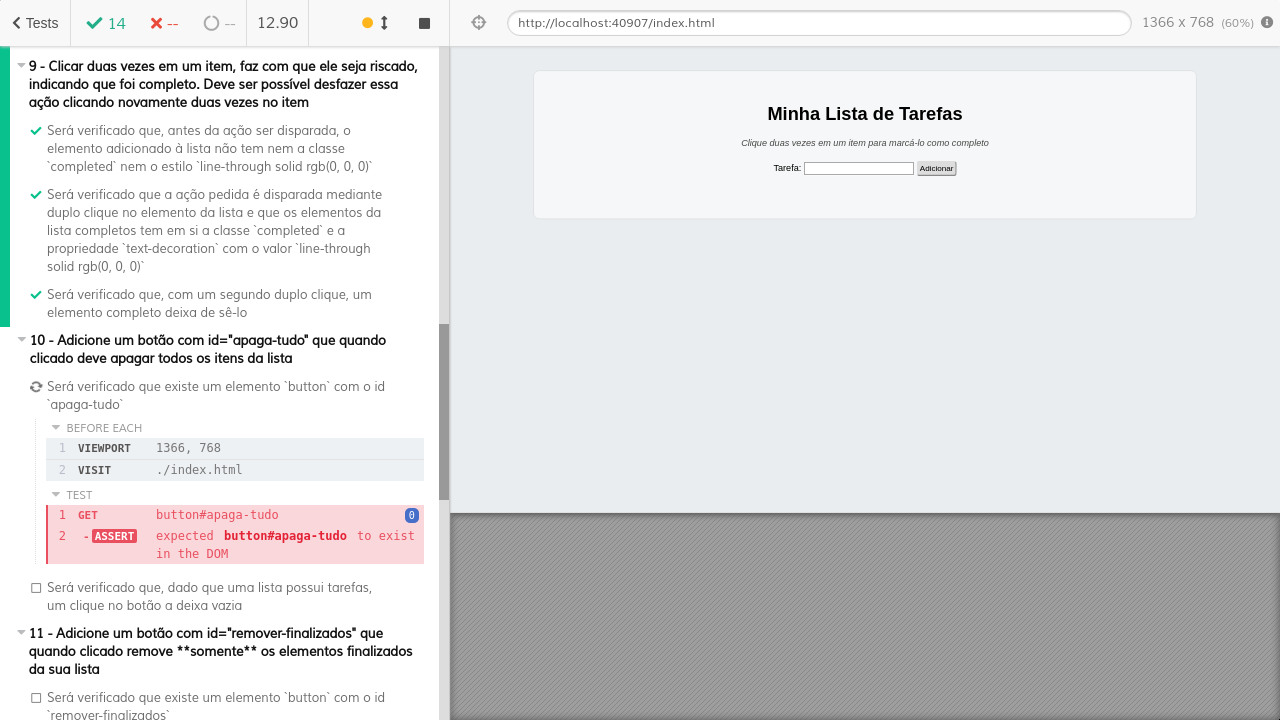 Tests 14 -- -- 12.90
http://localhost:40907/index.html 1366 x 768 (60%)
9 - Clicar duas vezes em um item, faz com que ele seja riscado,
indicando que foi completo. Deve ser possível desfazer essa
ação clicando novamente duas vezes no item
Será verificado que, antes da ação ser disparada, o
elemento adicionado à lista não tem nem a classe
`completed` nem o estilo `line-through solid rgb(0, 0, 0)`
Será verificado que a ação pedida é disparada mediante
duplo clique no elemento da lista e que os elementos da
lista completos tem em si a classe `completed` e a
propriedade `text-decoration` com o valor `line-through
solid rgb(0, 0, 0)`
Será verificado que, com um segundo duplo clique, um
elemento completo deixa de sê-lo
10 - Adicione um botão com id="apaga-tudo" que quando
clicado deve apagar todos os itens da lista
Será verificado que existe um elemento `button` com o id
`apaga-tudo`
BEFORE EACH
1 VIEWPORT 1366, 768
2 VISIT ./index.html
TEST
1 GET button#apaga-tudo 0
2 -ASSERT expected button#apaga-tudo to exist
in the DOM
Será verificado que, dado que uma lista possui tarefas,
um clique no botão a deixa vazia
11 - Adicione um botão com id="remover-finalizados" que
quando clicado remove **somente** os elementos finalizados
da sua lista
Será verificado que existe um elemento `button` com o id
`remover-finalizados`
Minha Lista de Tarefas
Clique duas vezes em um item para marcá-lo como completo
Tarefa: Adicionar